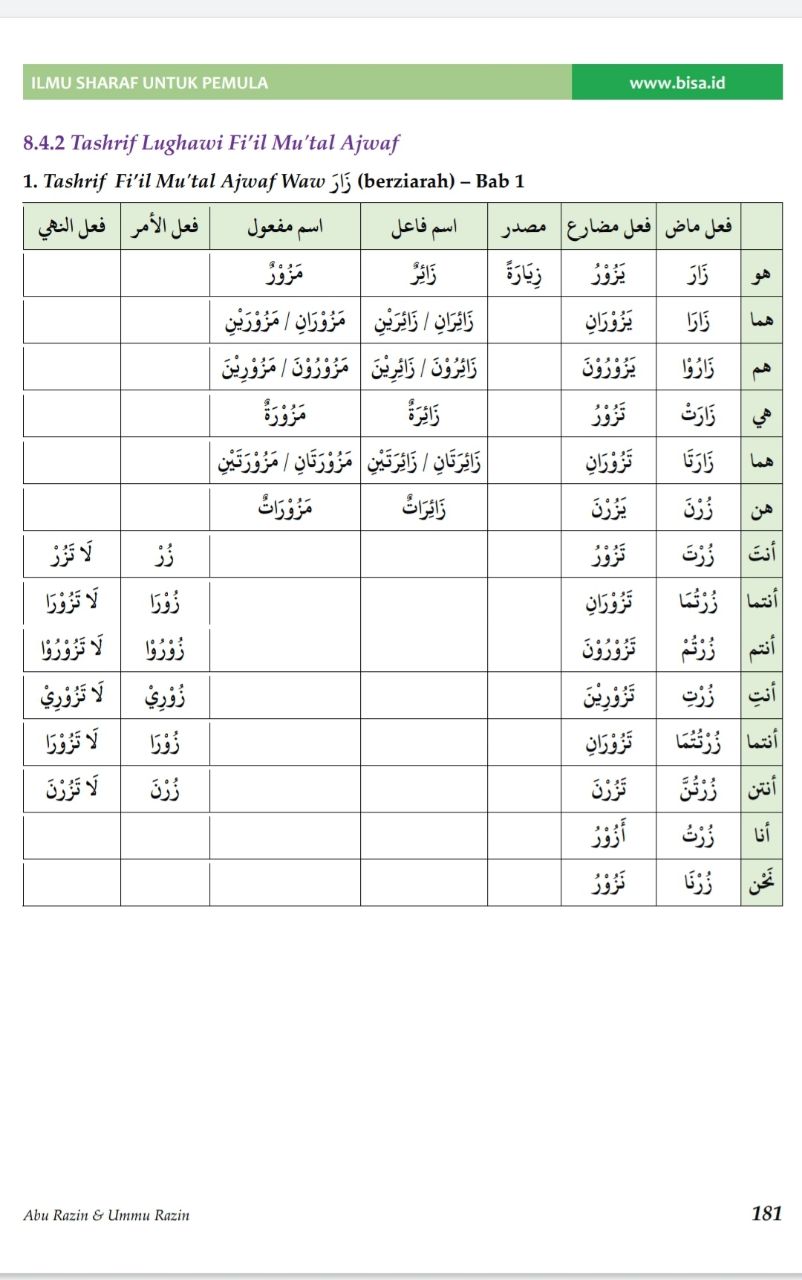 ILMU SHARAF UNTUK PEMULA www.bisa.id
8.4.2 Tashrif Lughawi Fi’il Mu’tal Ajwaf
1. Tashrif Fi’il Mu’tal Ajwaf Waw زَارَ (berziarah) – Bab 1
فعل ماض فعل مضارع مصدر اسم فاعل اسم مفعول فعل الأمر فعل النهي
هو زَارَ يَزُوْرُ زِيَارَةً زَائِرٌ مَزُوْرٌ
هما زَارَا يَزُوْرَانِ زَائِرَانِ / زَائِرَيْنِ مَزُوْرَانِ / مَزُوْرَيْنِ
هم زَارُوْا يَزُوْرُوْنَ زَائِرُوْنَ / زَائِرِيْنَ مَزُوْرُوْنَ / مَزُوْرِيْنَ
هي زَارَتْ تَزُوْرُ زَائِرَةٌ مَزُوْرَةٌ
هما زَارَتَا تَزُوْرَانِ زَائِرَتَانِ / زَائِرَتَيْنِ مَزُوْرَتَانِ / مَزُوْرَتَيْنِ
هن زُرْنَ يَزُرْنَ زَائِرَاتٌ مَزُوْرَاتٌ
أنتَ زُرْتَ تَزُوْرُ زُرْ لَا تَزُرْ
أنتما زُرْتُمَا تَزُوْرَانِ زُوْرَا لَا تَزُوْرَا
أنتم زُرْتُمْ تَزُوْرُوْنَ زُوْرُوْا لَا تَزُوْرُوْا
أنتِ زُرْتِ تَزُوْرِيْنَ زُوْرِيْ لَا تَزُوْرِيْ
أنتما زُرْتُتُمَا تَزُوْرَانِ زُوْرَا لَا تَزُوْرَا
أنتن زُرْتُنَّ تَزُرْنَ زُرْنَ لَا تَزُرْنَ
أنا زُرْتُ أَزُوْرُ
نَحْن زُرْنَا نَزُوْرُ
Abu Razin & Ummu Razin 181